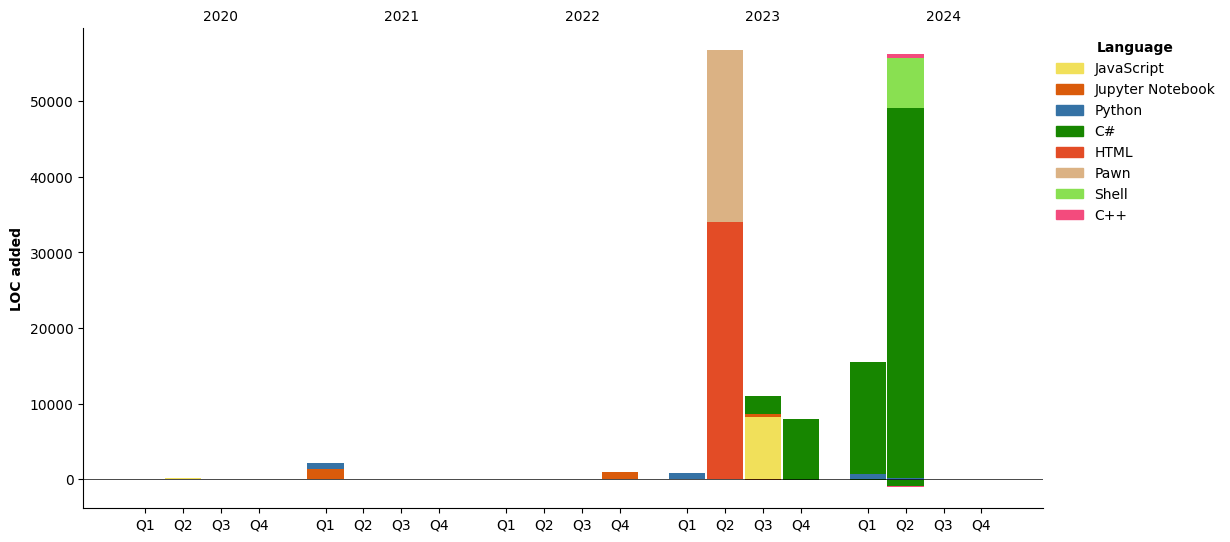 2020 2021 2022 2023 2024
Language
JavaScript
Jupyter Notebook
Python
C#
HTML
Pawn
Shell
C++
LOC added
50000
40000
30000
20000
10000
0
Q1 Q2 Q3 Q4 Q1 Q2 Q3 Q4 Q1 Q2 Q3 Q4 Q1 Q2 Q3 Q4 Q1 Q2 Q3 Q4